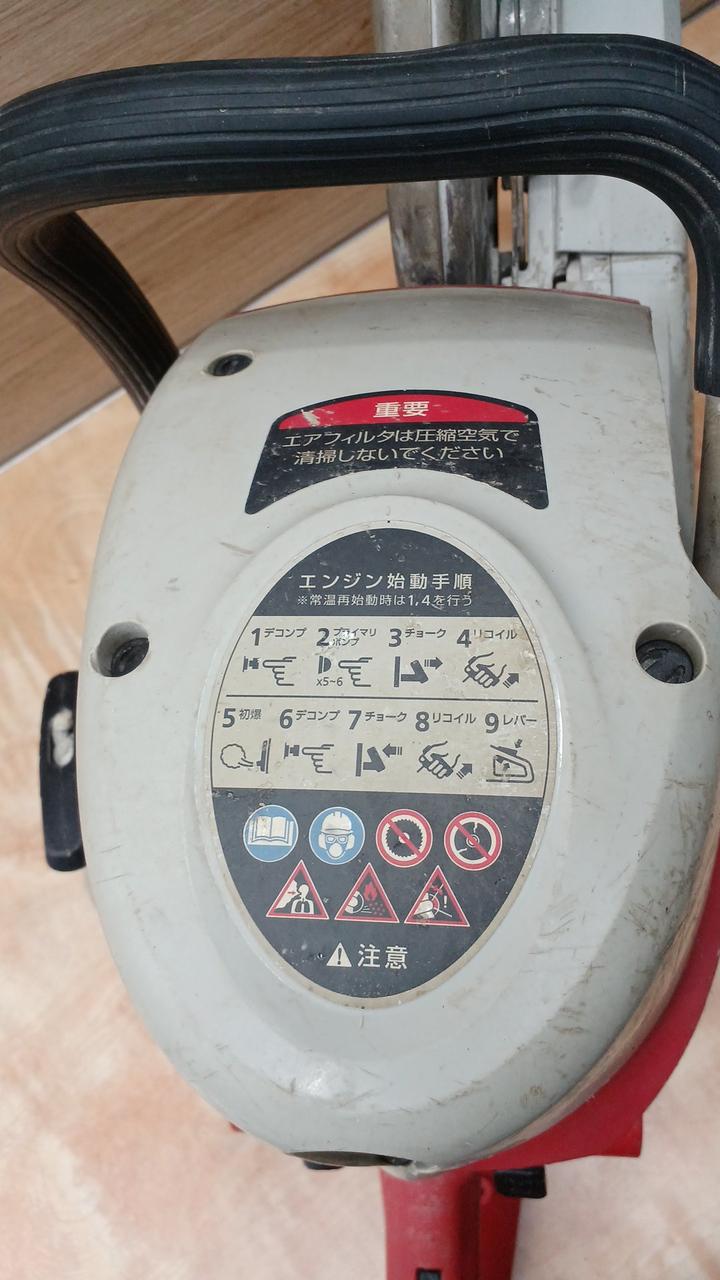 重要
エアフィルタは圧縮空気で
清掃しないでください
エンジン始動手順
※常温再始動時は1,4を行う
1 デコンプ 2 プライマリポンプ 3 チョーク 4 リコイル
x5~6
5 初爆 6 デコンプ 7 チョーク 8 リコイル 9 レバー
注意